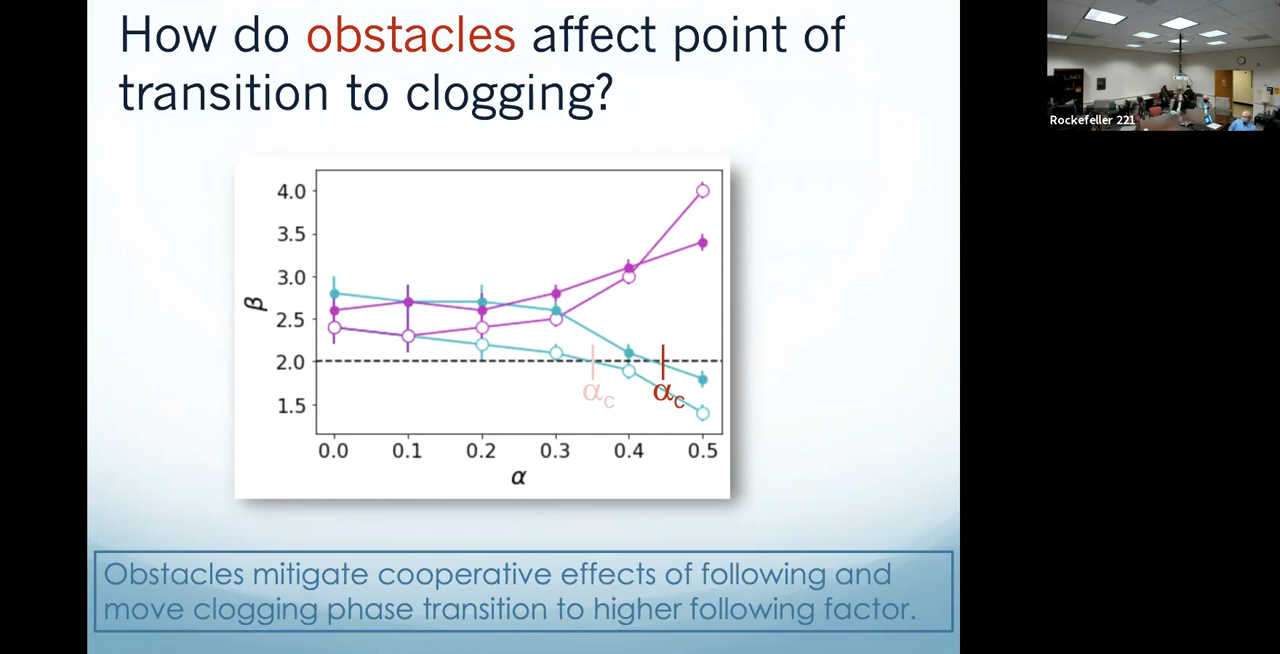 How do obstacles affect point of
transition to clogging?
Rockefeller 221
4.0
3.5
3.0
2.5
2.0
1.5
β
αc
αc
0.0 0.1 0.2 0.3 0.4 0.5
α
Obstacles mitigate cooperative effects of following and
move clogging phase transition to higher following factor.